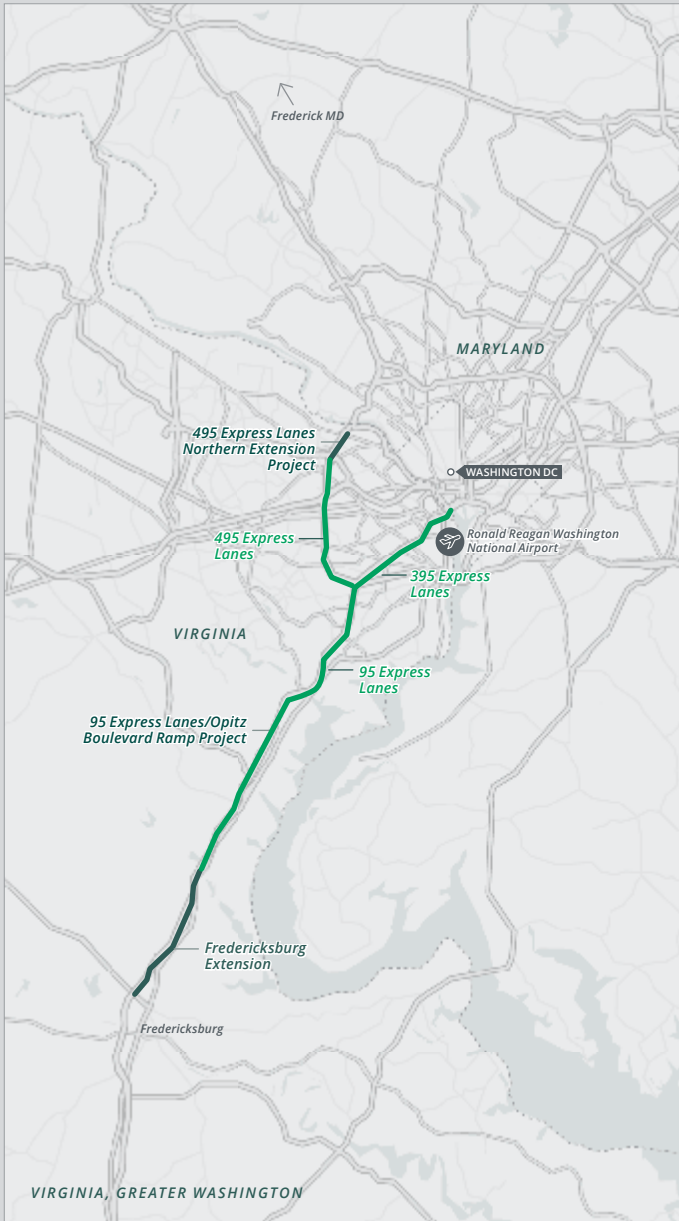 Frederick MD
MARYLAND
495 Express Lanes
Northern Extension
Project
WASHINGTON DC
495 Express
Lanes
Ronald Reagan Washington
National Airport
395 Express
Lanes
VIRGINIA
95 Express
Lanes
95 Express Lanes/Opitz
Boulevard Ramp Project
Fredericksburg
Extension
Fredericksburg
VIRGINIA, GREATER WASHINGTON